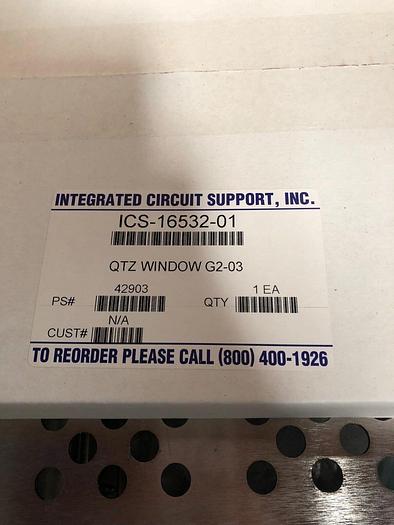 INTEGRATED CIRCUIT SUPPORT, INC.
ICS-16532-01
QTZ WINDOW G2-03
PS# 42903 QTY 1 EA
CUST# N/A
TO REORDER PLEASE CALL (800) 400-1926